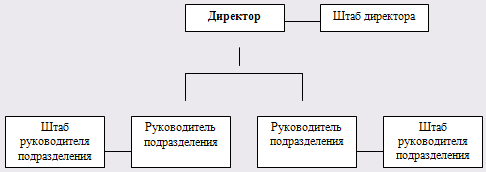 Директор
Штаб директора
Штаб
руководителя
подразделения
Руководитель
подразделения
Руководитель
подразделения
Штаб
руководителя
подразделения